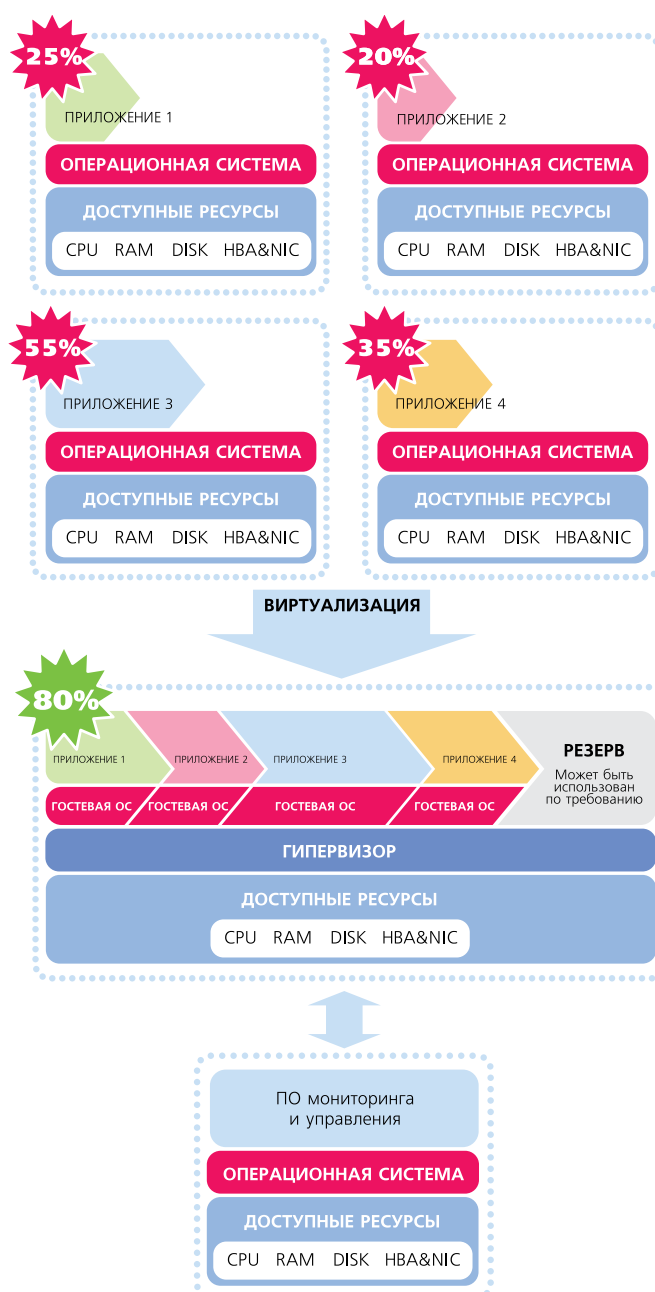 25%
ПРИЛОЖЕНИЕ 1
ОПЕРАЦИОННАЯ СИСТЕМА
ДОСТУПНЫЕ РЕСУРСЫ
CPU RAM DISK HBA&NIC
20%
ПРИЛОЖЕНИЕ 2
ОПЕРАЦИОННАЯ СИСТЕМА
ДОСТУПНЫЕ РЕСУРСЫ
CPU RAM DISK HBA&NIC
55%
ПРИЛОЖЕНИЕ 3
ОПЕРАЦИОННАЯ СИСТЕМА
ДОСТУПНЫЕ РЕСУРСЫ
CPU RAM DISK HBA&NIC
35%
ПРИЛОЖЕНИЕ 4
ОПЕРАЦИОННАЯ СИСТЕМА
ДОСТУПНЫЕ РЕСУРСЫ
CPU RAM DISK HBA&NIC
ВИРТУАЛИЗАЦИЯ
80%
ПРИЛОЖЕНИЕ 1 ПРИЛОЖЕНИЕ 2 ПРИЛОЖЕНИЕ 3 ПРИЛОЖЕНИЕ 4
РЕЗЕРВ
Может быть
использован
по требованию
ГОСТЕВАЯ ОС ГОСТЕВАЯ ОС ГОСТЕВАЯ ОС ГОСТЕВАЯ ОС
ГИПЕРВИЗОР
ДОСТУПНЫЕ РЕСУРСЫ
CPU RAM DISK HBA&NIC
ПО мониторинга
и управления
ОПЕРАЦИОННАЯ СИСТЕМА
ДОСТУПНЫЕ РЕСУРСЫ
CPU RAM DISK HBA&NIC